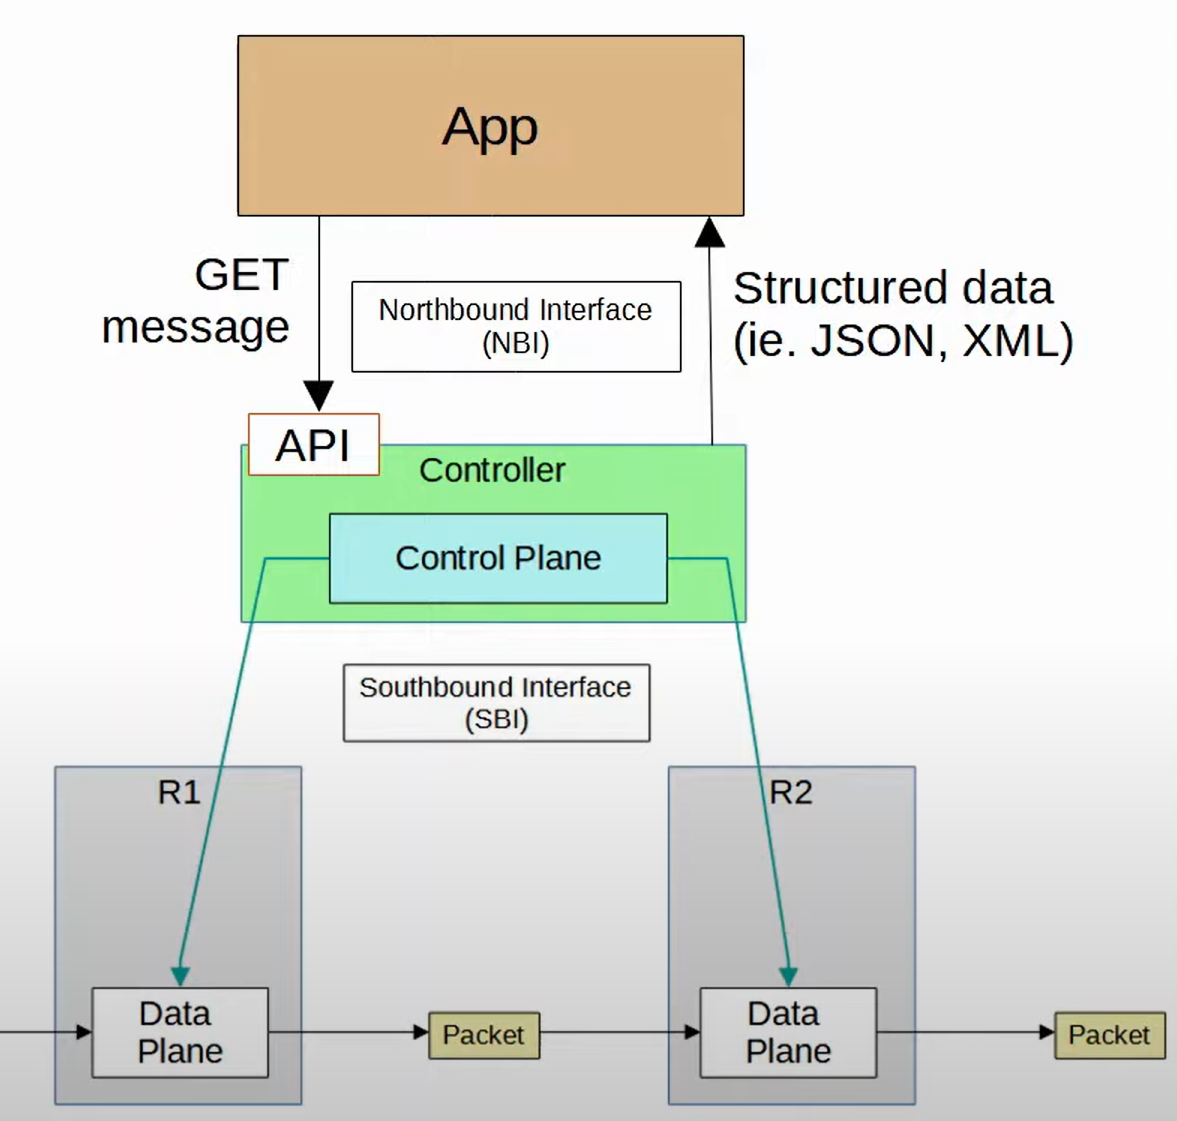 App
GET
message
Northbound Interface
(NBI)
Structured data
(ie. JSON, XML)
API
Controller
Control Plane
Southbound Interface
(SBI)
R1
R2
Data
Plane
Packet
Data
Plane
Packet